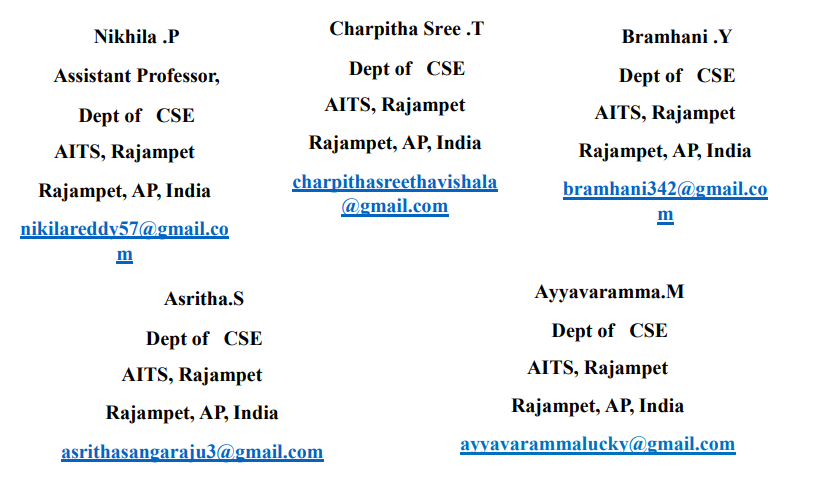 Nikhila .P
Assistant Professor,
Dept of CSE
AITS, Rajampet
Rajampet, AP, India
nikilareddy57@gmail.co
m
Charpitha Sree .T
Dept of CSE
AITS, Rajampet
Rajampet, AP, India
charpithasreethavishala
@gmail.com
Bramhani .Y
Dept of CSE
AITS, Rajampet
Rajampet, AP, India
bramhani342@gmail.co
m
Asritha.S
Dept of CSE
AITS, Rajampet
Rajampet, AP, India
asrithasangaraju3@gmail.com
Ayyavaramma.M
Dept of CSE
AITS, Rajampet
Rajampet, AP, India
ayyavarammalucky@gmail.com